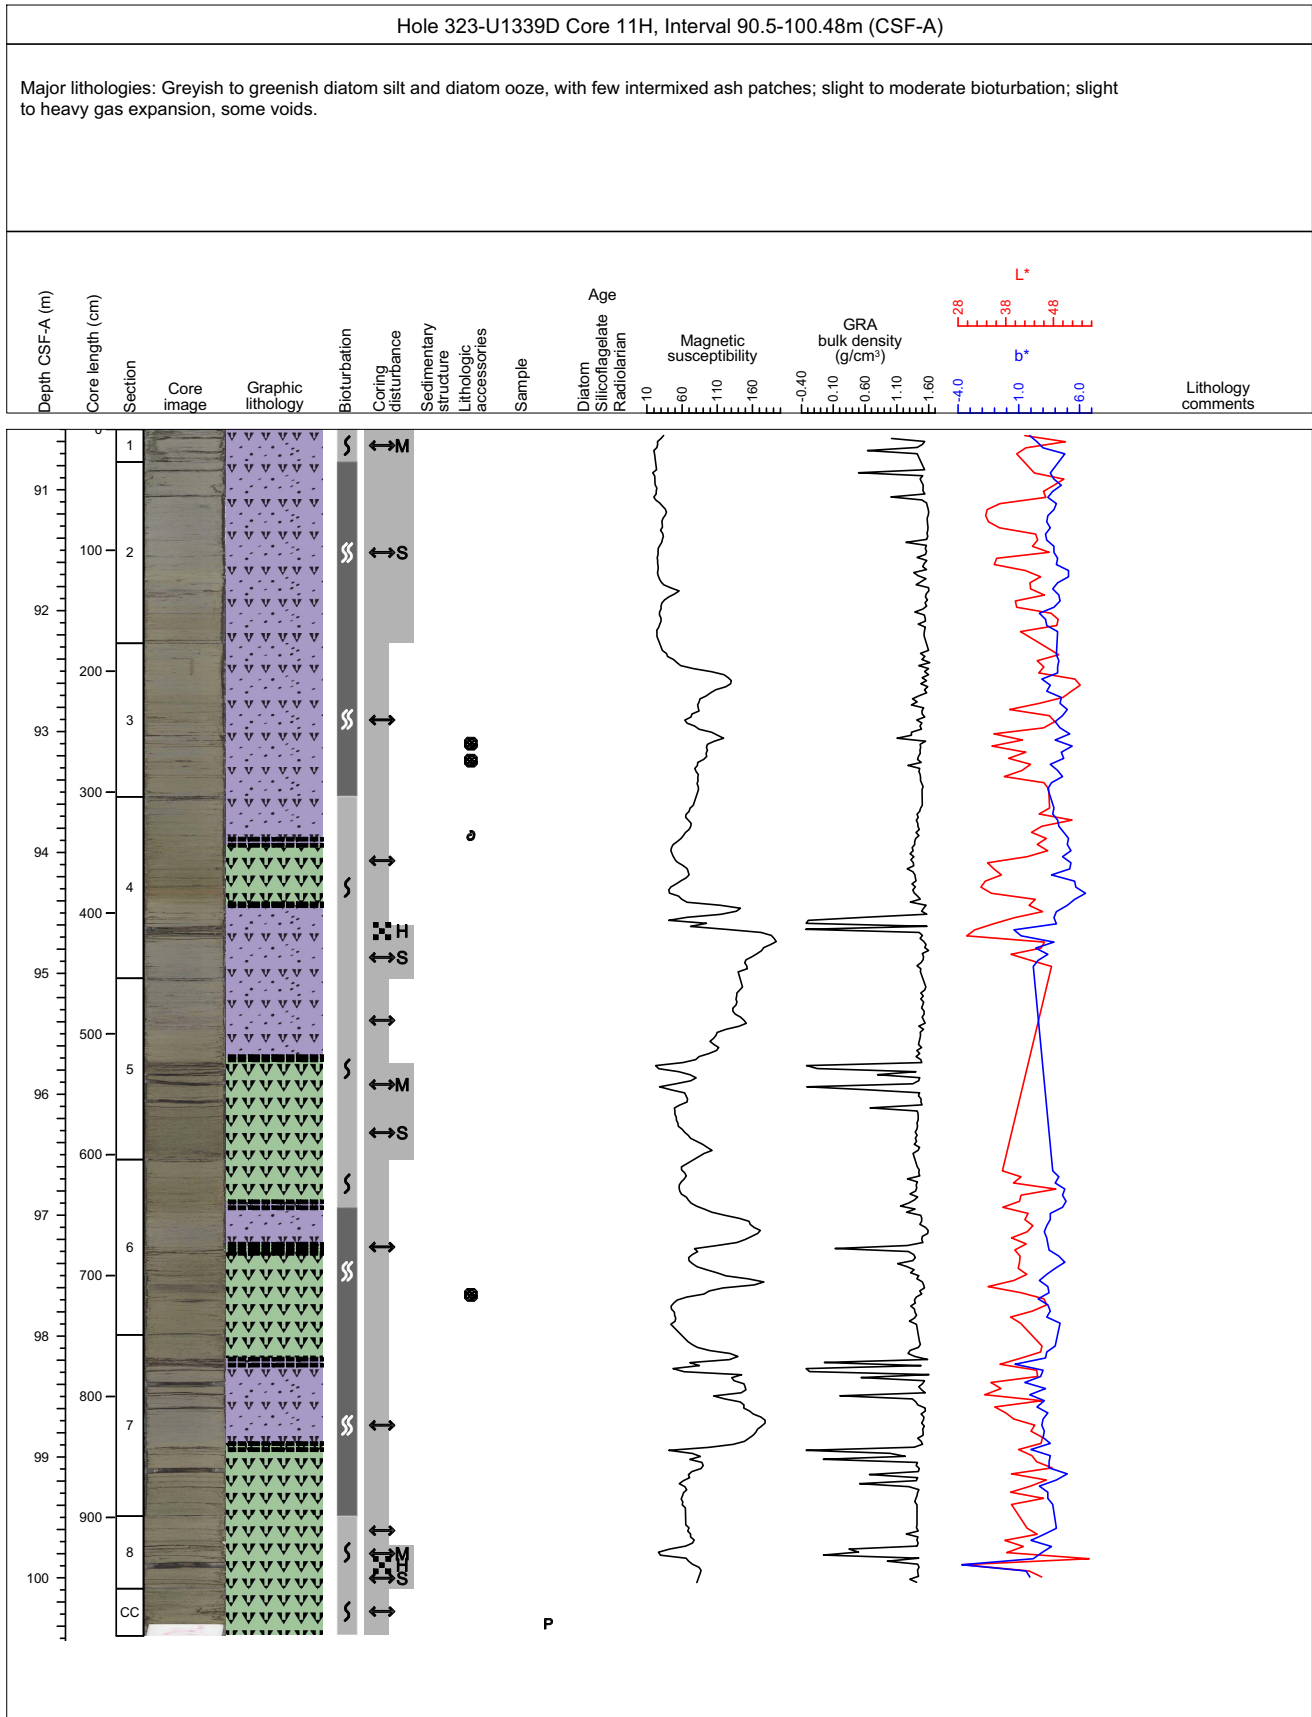 Hole 323-U1339D Core 11H, Interval 90.5-100.48m (CSF-A)
Major lithologies: Greyish to greenish diatom silt and diatom ooze, with few intermixed ash patches; slight to moderate bioturbation; slight
to heavy gas expansion, some voids.
Depth CSF-A (m)
Core length (cm)
Section
Core
image
Graphic
lithology
Bioturbation
Coring
disturbance
Sedimentary
structure
Lithologic
accessories
Sample
Age
Diatom
Silicoflagelate
Radiolarian
Magnetic
susceptibility
10 60 110 160
GRA
bulk density
(g/cm³)
-0.40 0.10 0.60 1.10 1.60
L*
28 38 48
b*
-4.0 1.0 6.0
Lithology
comments
0
1 M
91
100 2 S
92
200
3
93
300
94
4
400
H
S
95
500
5
96 M
S
600
97
6
700
98
800
7
99
900
8 M
H
100 S
CC
P